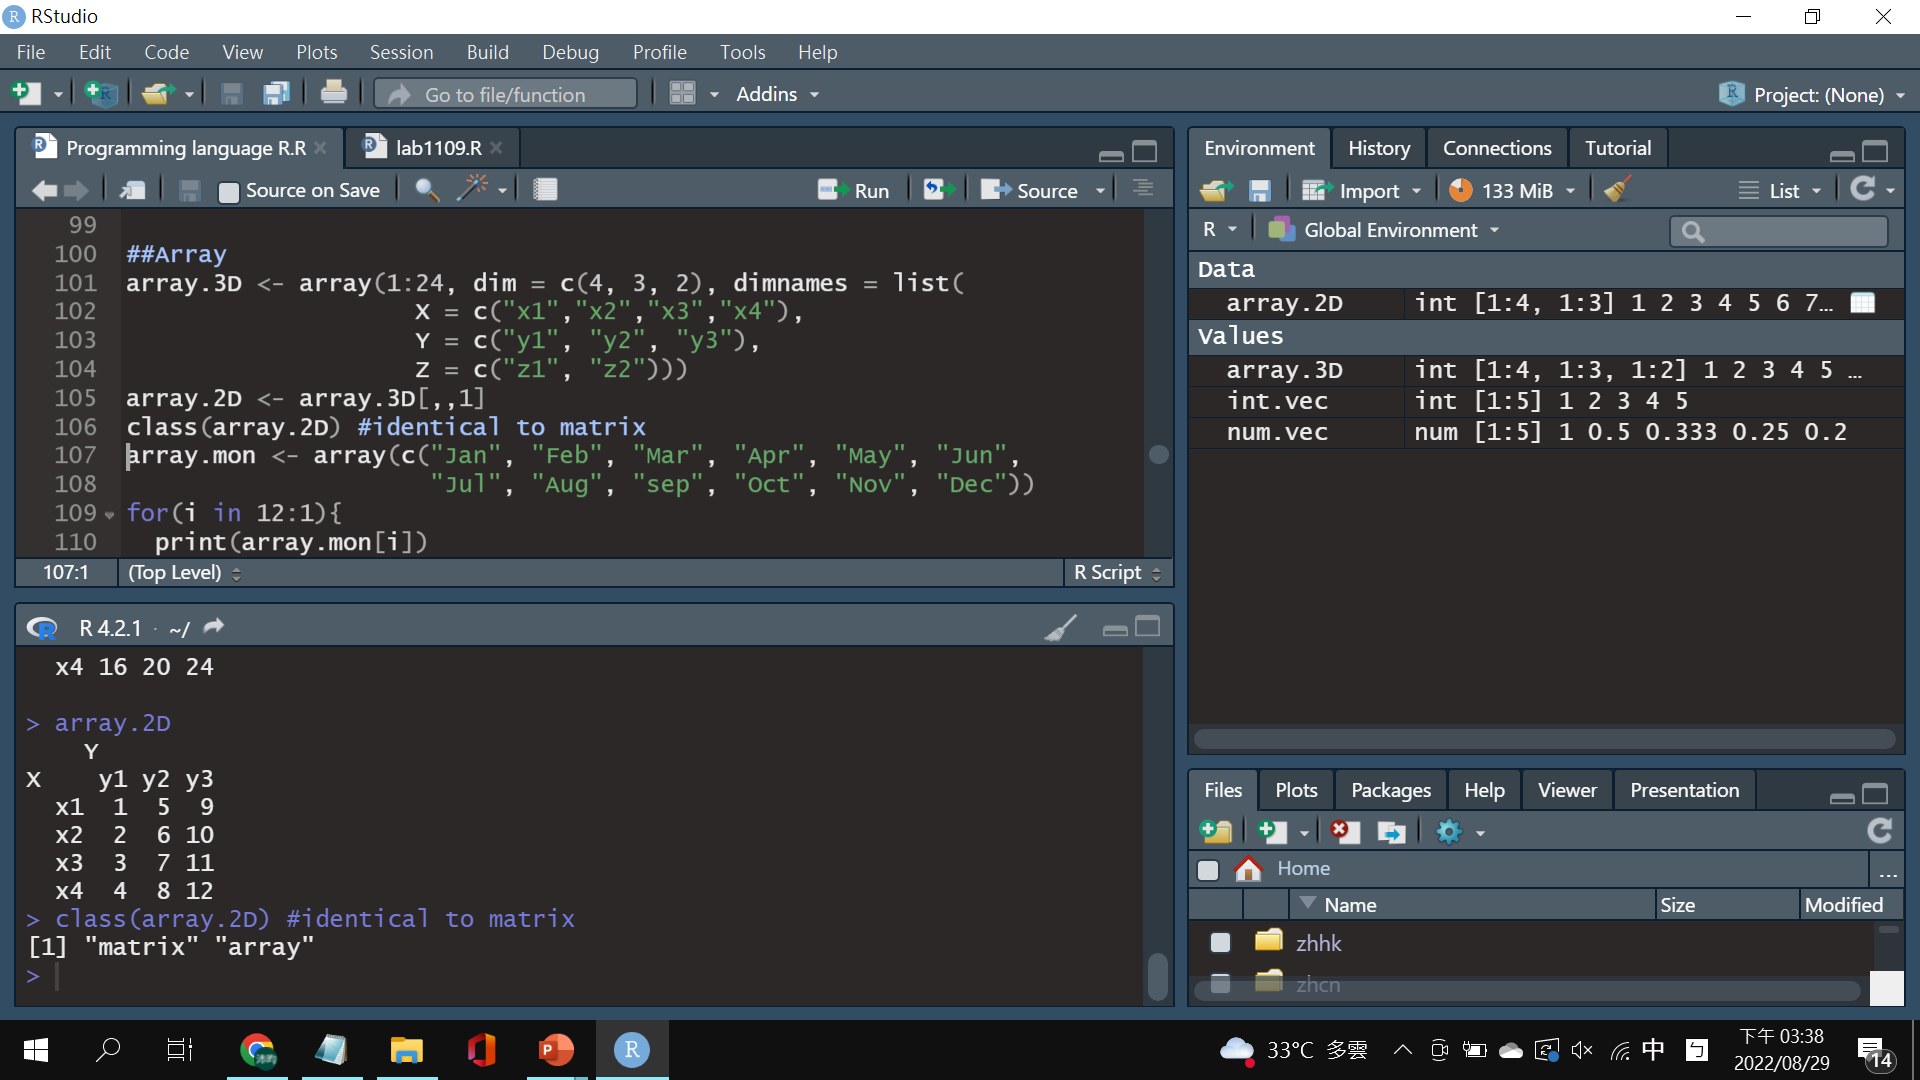 RStudio
File Edit Code View Plots Session Build Debug Profile Tools Help
Go to file/function Addins Project: (None)
Programming language R.R lab1109.R
Source on Save Run Source
99
100 ##Array
101 array.3D <- array(1:24, dim = c(4, 3, 2), dimnames = list(
102 X = c("x1","x2","x3","x4"),
103 Y = c("y1", "y2", "y3"),
104 Z = c("z1", "z2")))
105 array.2D <- array.3D[,,1]
106 class(array.2D) #identical to matrix
107 array.mon <- array(c("Jan", "Feb", "Mar", "Apr", "May", "Jun",
108 "Jul", "Aug", "sep", "Oct", "Nov", "Dec"))
109 for(i in 12:1){
110 print(array.mon[i])
107:1 (Top Level) R Script
R 4.2.1 · ~/
x4 16 20 24
> array.2D
Y
X y1 y2 y3
x1 1 5 9
x2 2 6 10
x3 3 7 11
x4 4 8 12
> class(array.2D) #identical to matrix
[1] "matrix" "array"
>
Environment History Connections Tutorial
Import 133 MiB List
R Global Environment
Data
array.2D int [1:4, 1:3] 1 2 3 4 5 6 7…
Values
array.3D int [1:4, 1:3, 1:2] 1 2 3 4 5 …
int.vec int [1:5] 1 2 3 4 5
num.vec num [1:5] 1 0.5 0.333 0.25 0.2
Files Plots Packages Help Viewer Presentation
Home ...
Name Size Modified
zhhk
zhcn
33°C 多雲 中 ㄅ 下午 03:38
2022/08/29 14